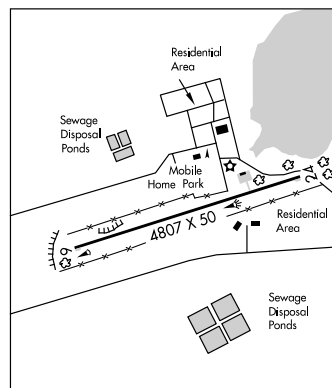 Residential
Area
Sewage
Disposal
Ponds
Mobile
Home Park
24
4807 X 50
6
Residential
Area
Sewage
Disposal
Ponds